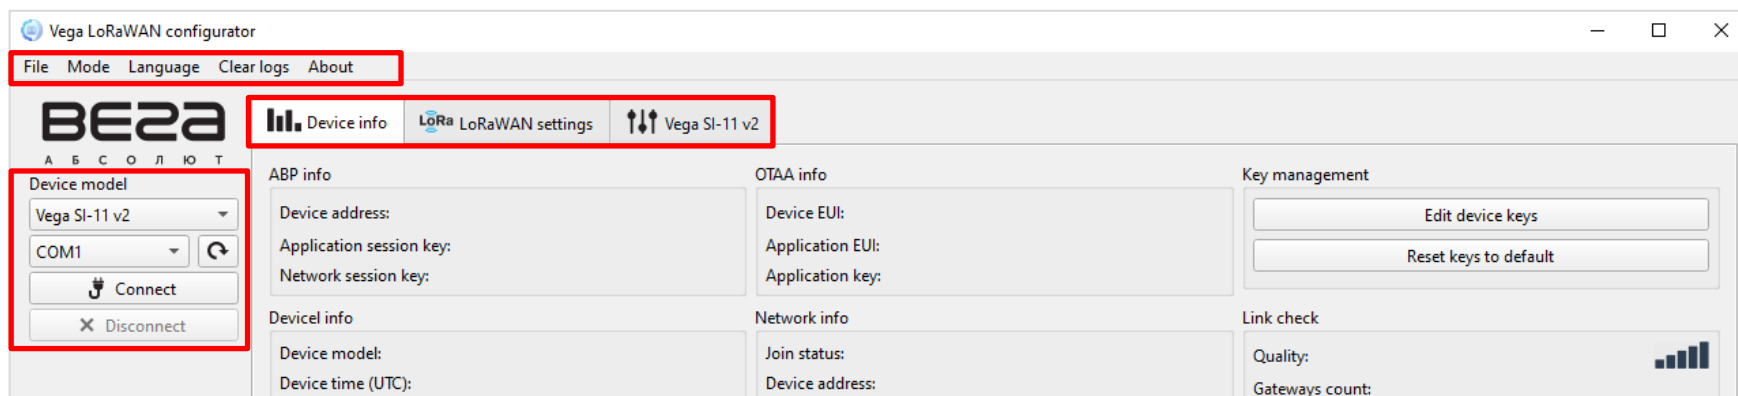 Vega LoRaWAN configurator
File Mode Language Clear logs About
ВЕГА
АБСОЛЮТ
Device info
LoRa LoRaWAN settings
Vega SI-11 v2
Device model
Vega SI-11 v2
COM1
Connect
Disconnect
ABP info
Device address:
Application session key:
Network session key:
OTAA info
Device EUI:
Application EUI:
Application key:
Key management
Edit device keys
Reset keys to default
Devicel info
Device model:
Device time (UTC):
Network info
Join status:
Device address:
Link check
Quality:
Gateways count: